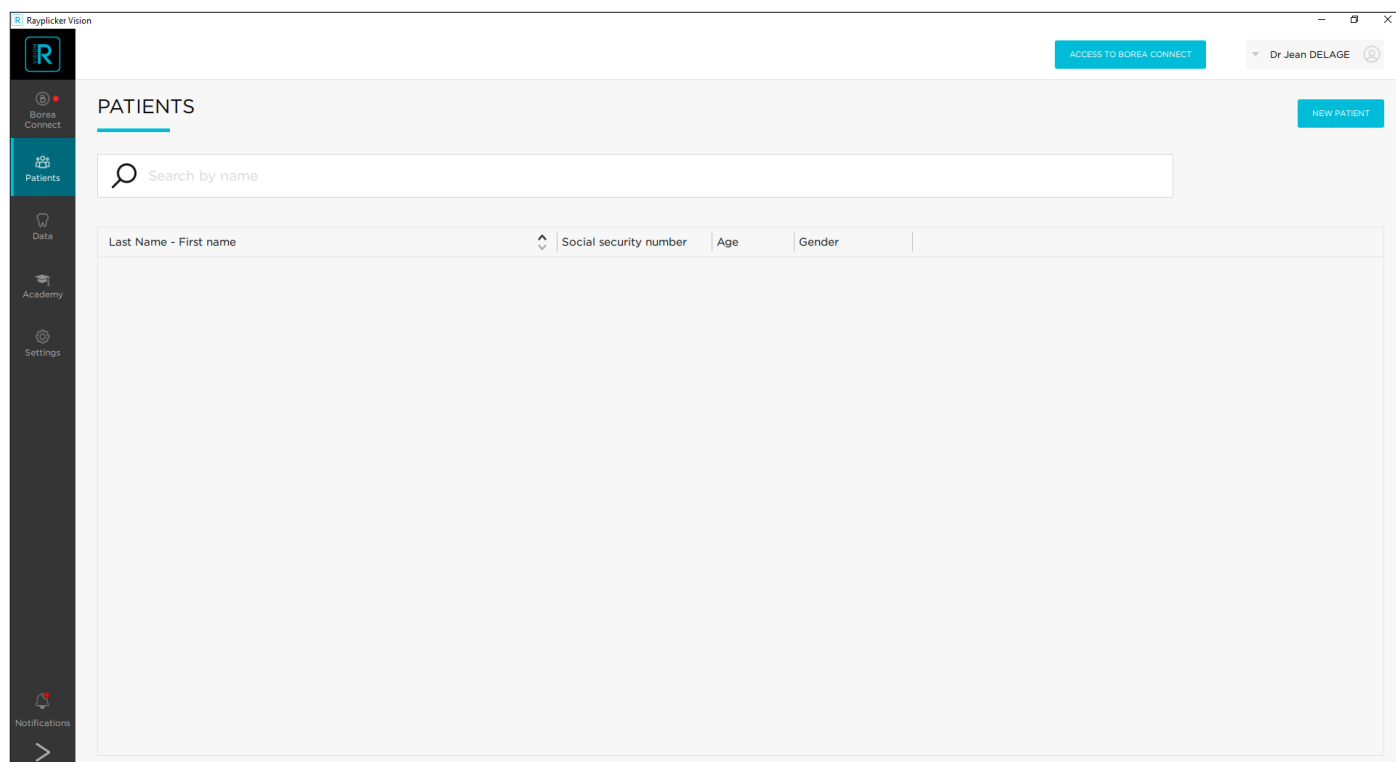 Rayplicker Vision
VISION
R
ACCESS TO BOREA CONNECT
Dr Jean DELAGE
Borea
Connect
Patients
Data
Academy
Settings
Notifications
PATIENTS
NEW PATIENT
Search by name
Last Name - First name
Social security number
Age
Gender